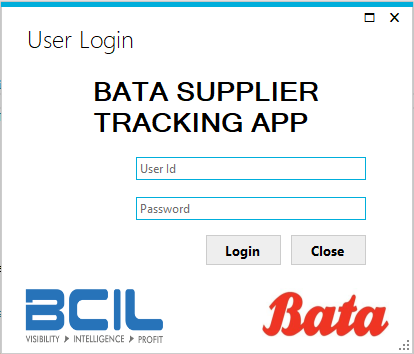 User Login
BATA SUPPLIER
TRACKING APP
User Id
Password
Login Close
BCIL
VISIBILITY INTELLIGENCE PROFIT
Bata